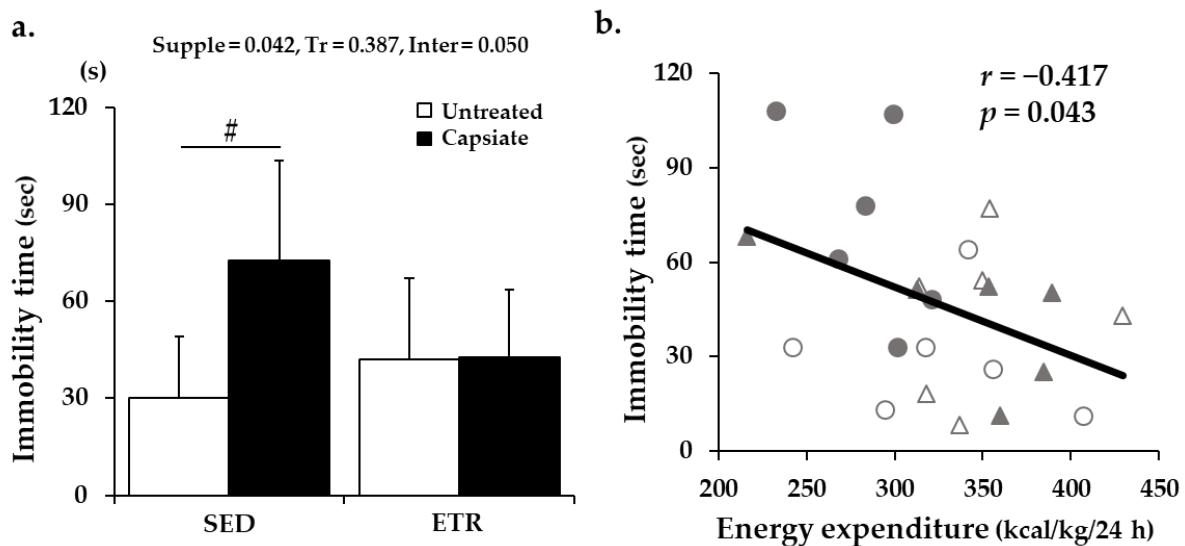 a.
Supple = 0.042, Tr = 0.387, Inter = 0.050
(s)
120
90
60
30
0
Immobility time (sec)
#
Untreated
Capsiate
SED
ETR
b.
r = −0.417
p = 0.043
120
90
60
30
0
Immobility time (sec)
200 250 300 350 400 450
Energy expenditure (kcal/kg/24 h)